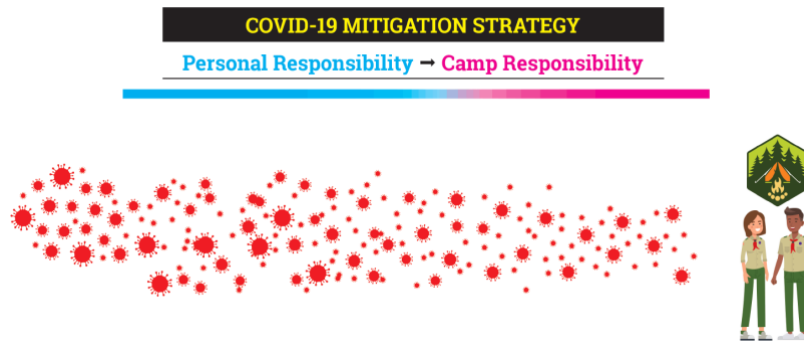 COVID-19 MITIGATION STRATEGY
Personal Responsibility → Camp Responsibility